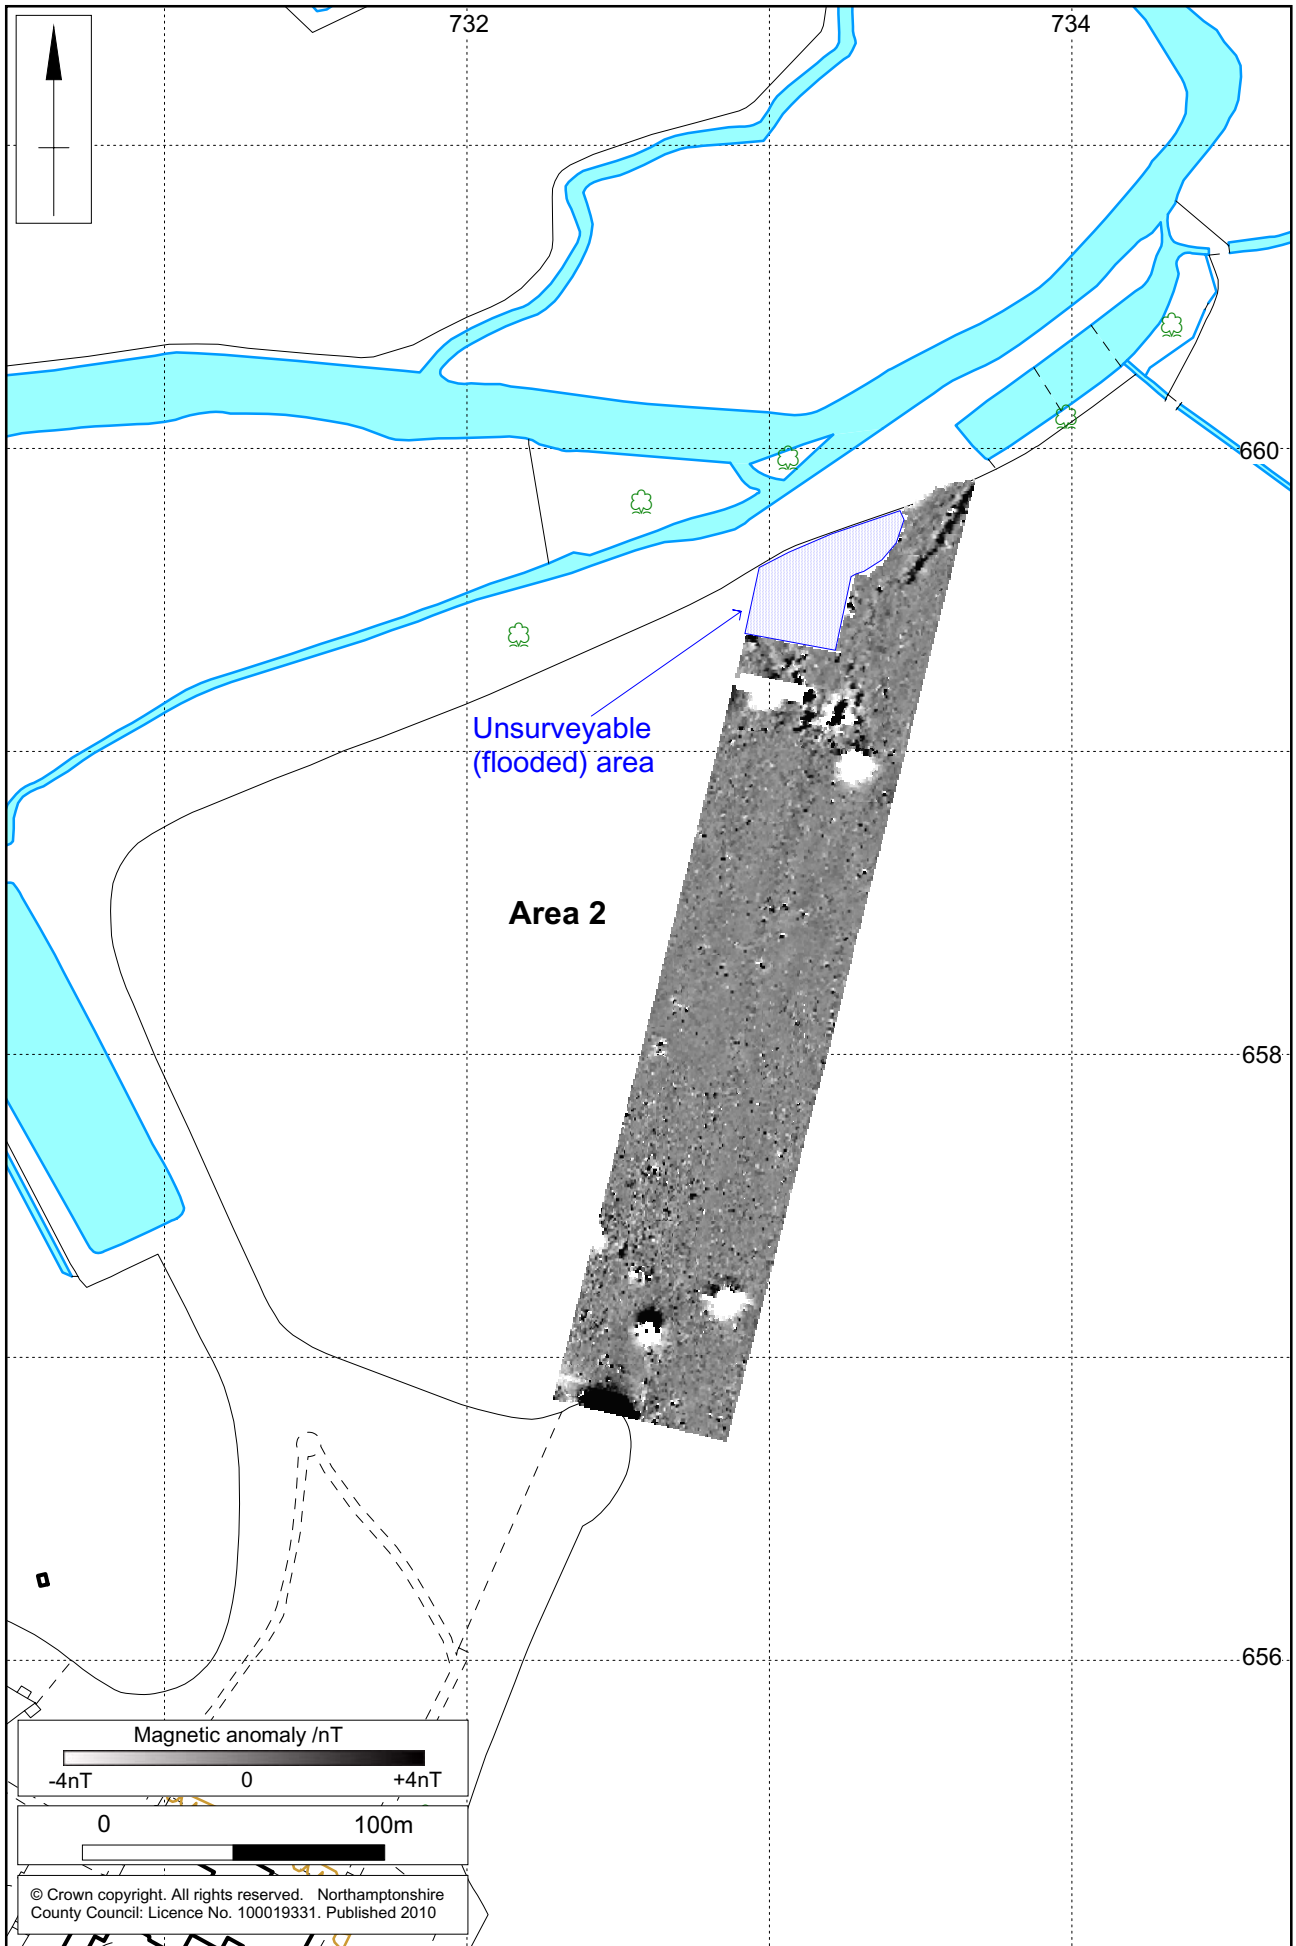 732
734
660
Unsurveyable
(flooded) area
Area 2
658
656
Magnetic anomaly /nT
-4nT 0 +4nT
0 100m
© Crown copyright. All rights reserved. Northamptonshire
County Council: Licence No. 100019331. Published 2010